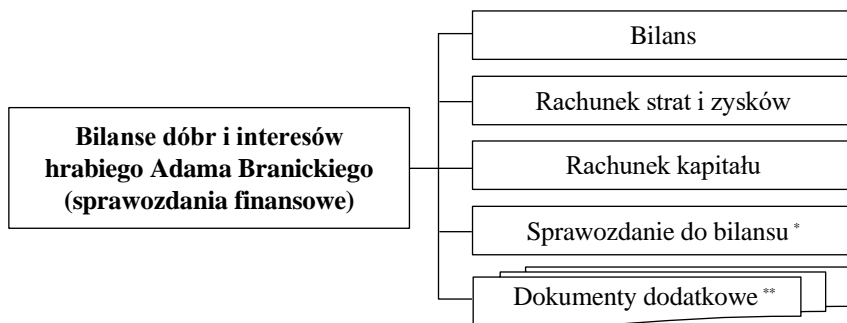 Bilanse dóbr i interesów
hrabiego Adama Branickiego
(sprawozdania finansowe)
Bilans
Rachunek strat i zysków
Rachunek kapitału
Sprawozdanie do bilansu *
Dokumenty dodatkowe **